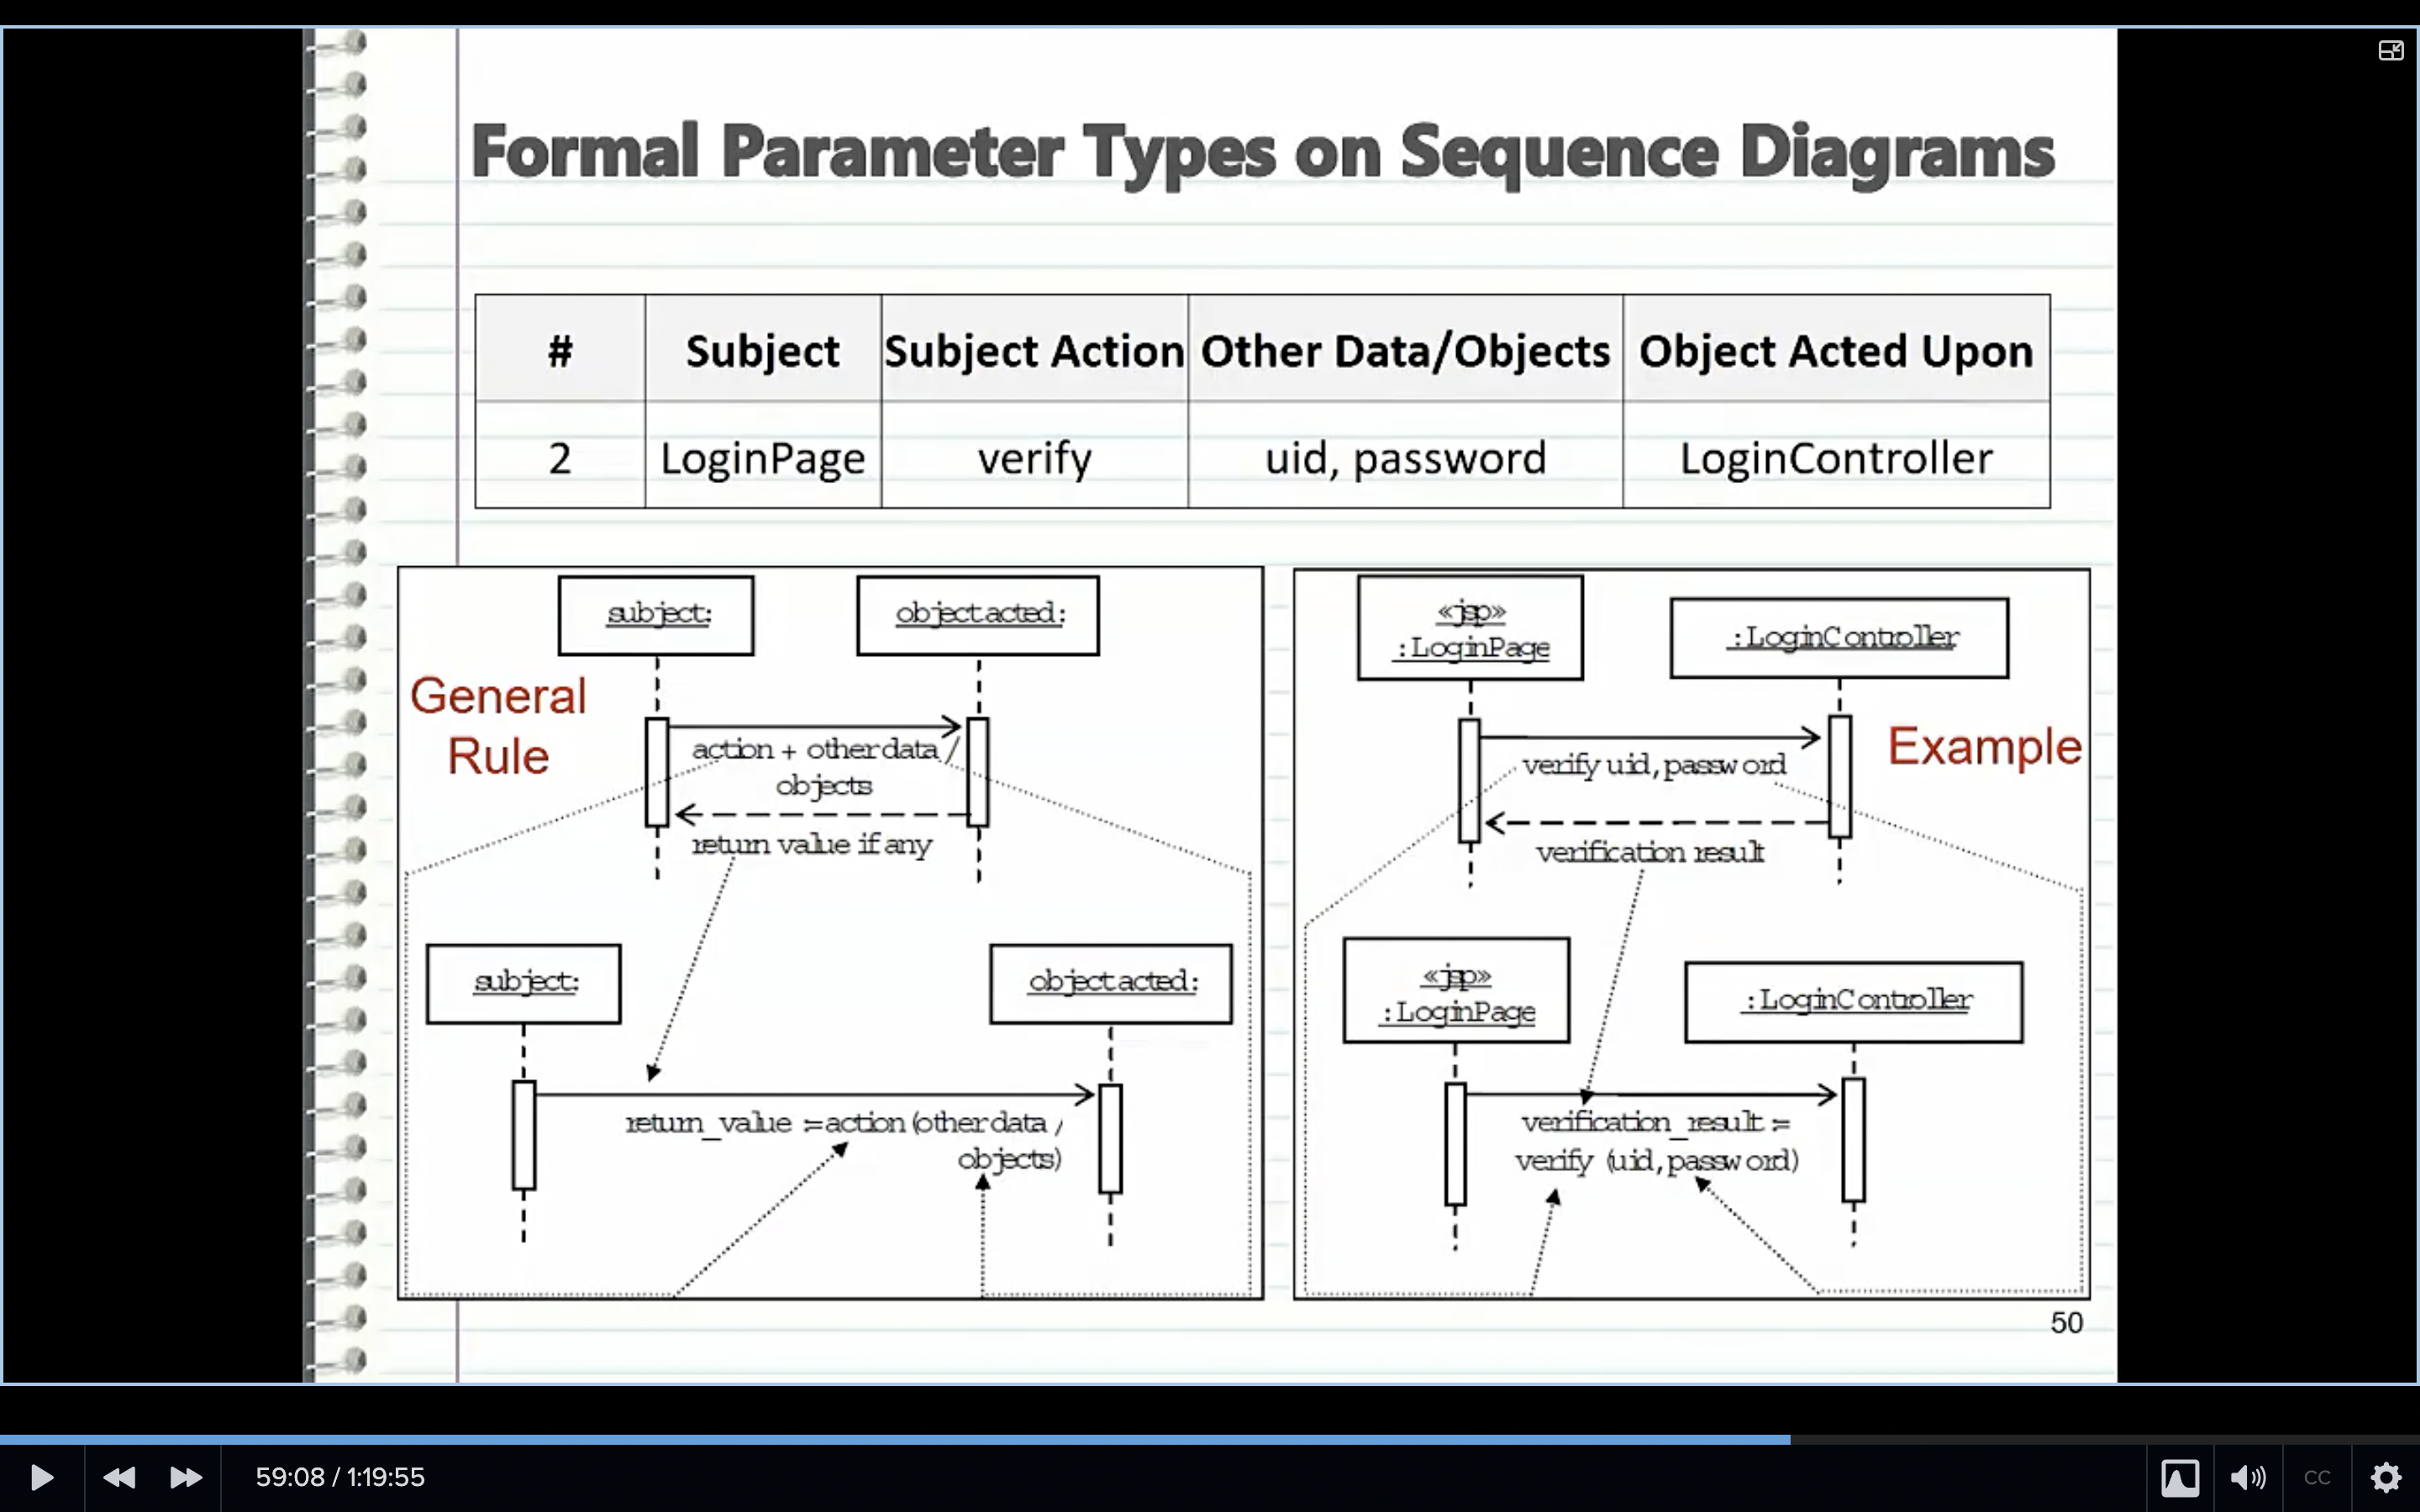 Formal Parameter Types on Sequence Diagrams
# Subject Subject Action Other Data/Objects Object Acted Upon
2 LoginPage verify uid, password LoginController
General
Rule
subject:
object acted:
action + other data /
objects
return value if any
subject:
object acted:
return_value := action (other data /
objects)
«jsp»
:LoginPage
:LoginController
Example
verify uid, password
verification result
«jsp»
:LoginPage
:LoginController
verification_result :=
verify (uid, password)
50
59:08 / 1:19:55
CC